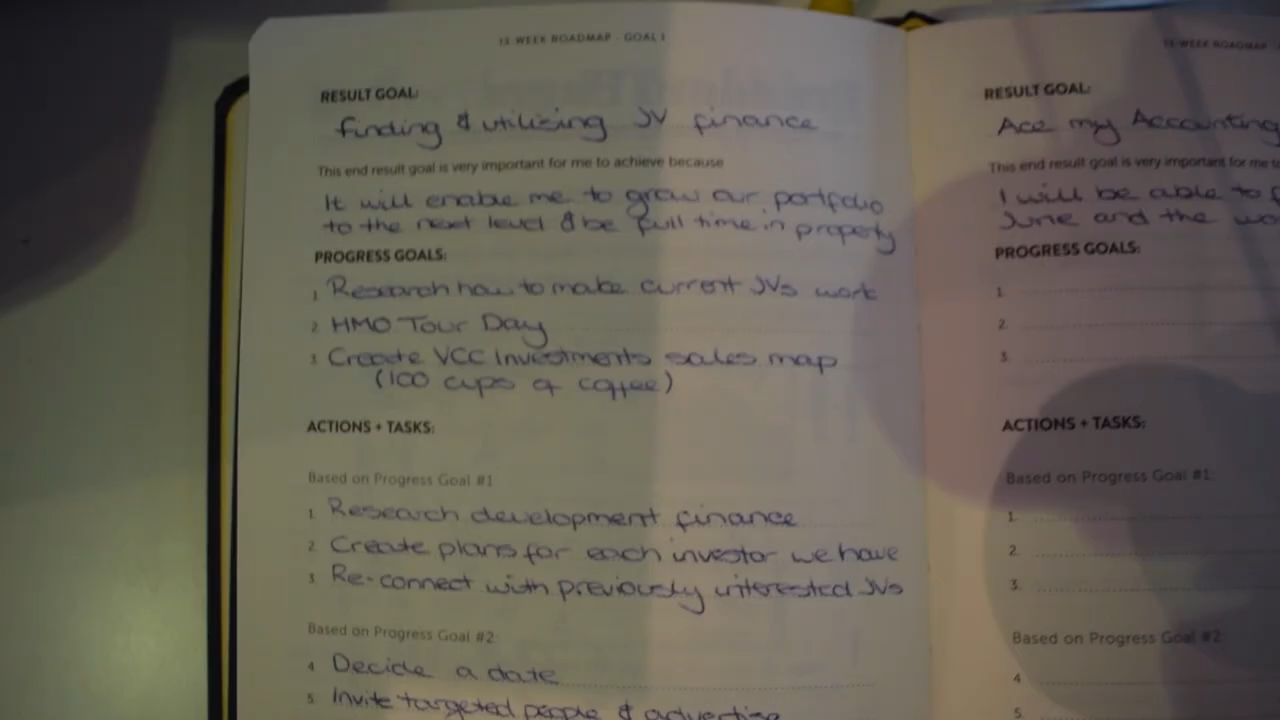 13-WEEK ROADMAP - GOAL 1
RESULT GOAL:
finding & utilising JV finance
This end result goal is very important for me to achieve because
It will enable me to grow our portfolio
to the next level & be full time in property
PROGRESS GOALS:
1. Research how to make current JVs work
2. HMO Tour Day
3. Create VCC Investments sales map
(100 cups of coffee)
ACTIONS + TASKS:
Based on Progress Goal #1
1. Research development finance
2. Create plans for each investor we have
3. Re-connect with previously interested JVs
Based on Progress Goal #2:
4. Decide a date
5. Invite targeted people & advertise
13-WEEK ROADMAP
RESULT GOAL:
Ace my Accounting
This end result goal is very important for me
I will be able to
June and the
PROGRESS GOALS:
1.
2.
3.
ACTIONS + TASKS:
Based on Progress Goal #1:
1.
2.
3.
Based on Progress Goal #2:
4.
5.